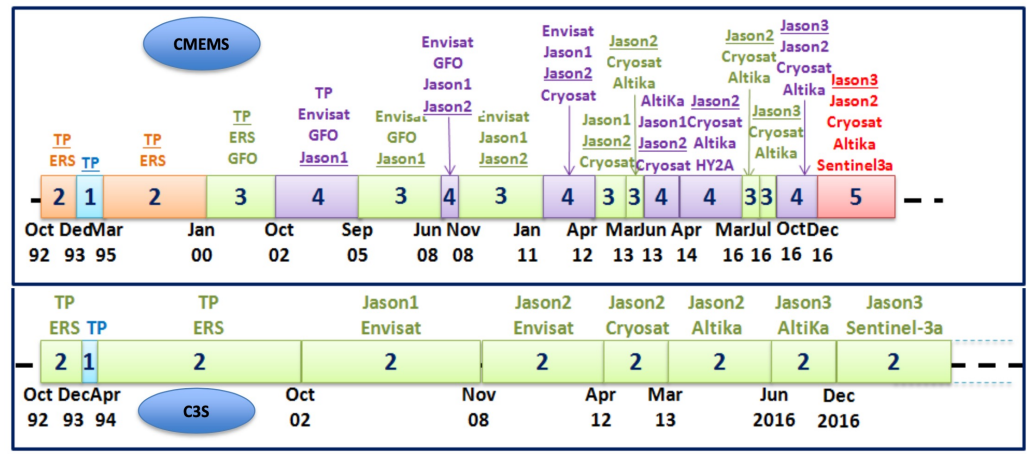 CMEMS
TP
ERS
TP
TP
ERS
TP
ERS
GFO
TP
Envisat
GFO
Jason1
Envisat
GFO
Jason1
Envisat
GFO
Jason1
Jason2
Envisat
Jason1
Jason2
Envisat
Jason1
Jason2
Cryosat
Jason1
Jason2
Cryosat
Jason2
Cryosat
Altika
AltiKa
Jason1
Jason2
Cryosat
Jason2
Cryosat
Altika
HY2A
Jason2
Cryosat
Altika
Jason3
Cryosat
Altika
Jason3
Jason2
Cryosat
Altika
Jason3
Jason2
Cryosat
Altika
Sentinel3a
2 1 2 3 4 3 4 3 4 3 3 4 4 3 3 4 5
Oct Dec Mar Jan Oct Sep Jun Nov Jan Apr Mar Jun Apr Mar Jul Oct Dec
92 93 95 00 02 05 08 08 11 12 13 13 14 16 16 16 16
TP TP Jason1 Jason2 Jason2 Jason2 Jason3 Jason3
ERS TP ERS Envisat Envisat Cryosat Altika AltiKa Sentinel-3a
2 1 2 2 2 2 2 2 2
Oct Dec Apr Oct Nov Apr Mar Jun Dec
92 93 94 02 08 12 13 2016 2016
C3S